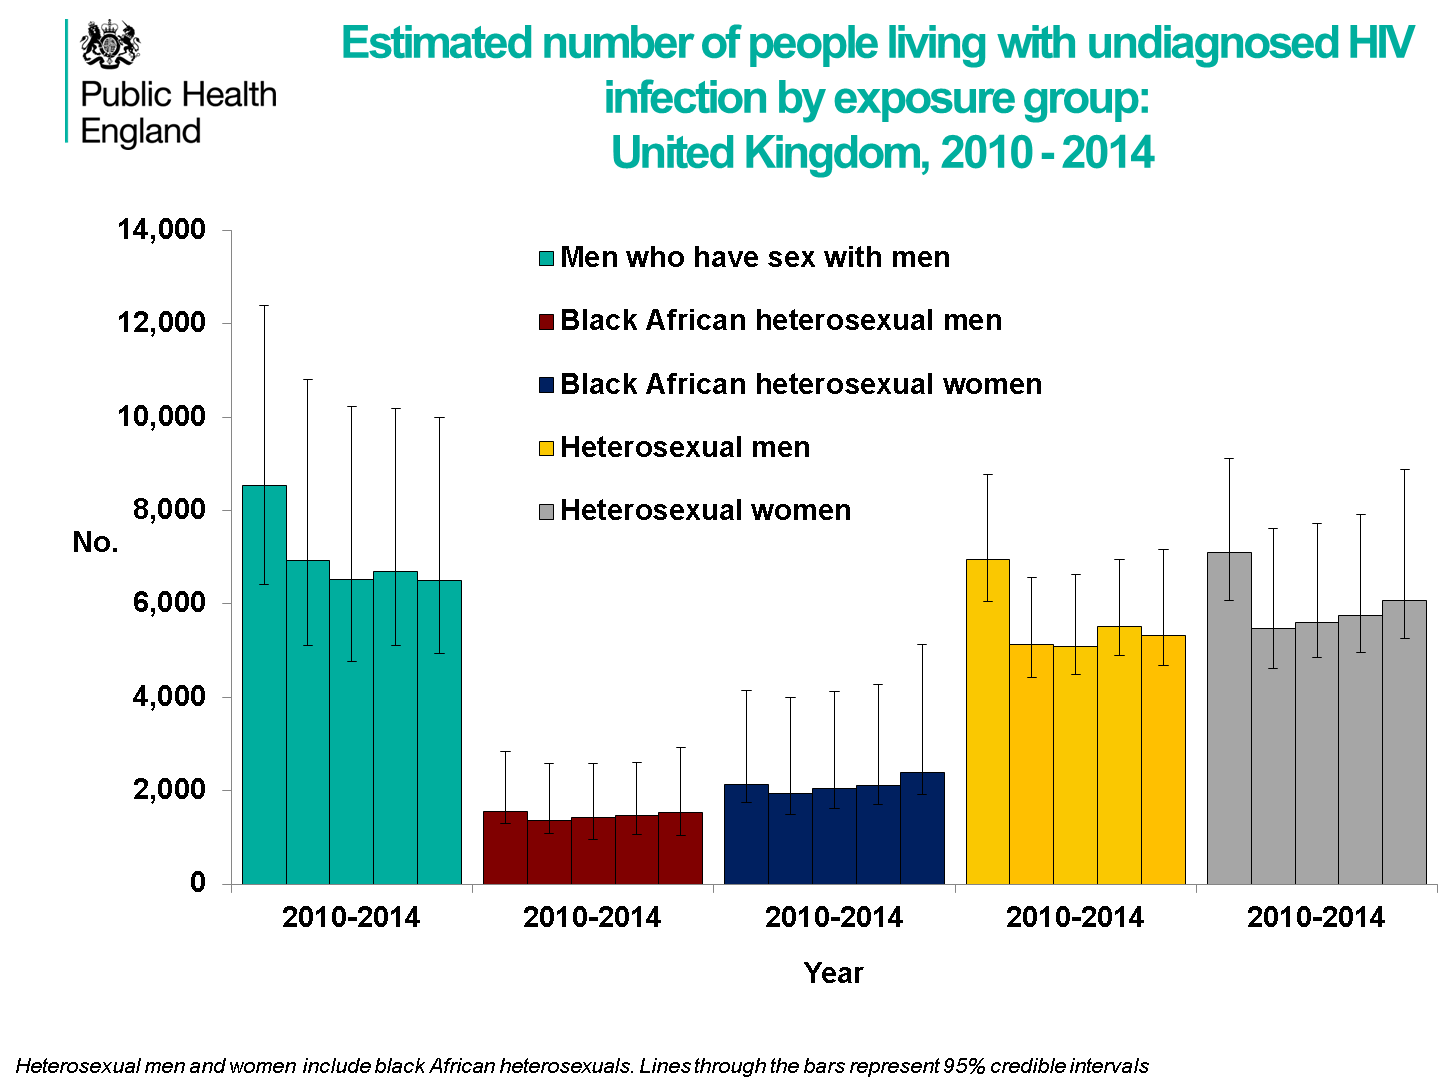 Public Health
England
Estimated number of people living with undiagnosed HIV
infection by exposure group:
United Kingdom, 2010 - 2014
14,000
12,000
10,000
8,000
6,000
4,000
2,000
0
No.
Men who have sex with men
Black African heterosexual men
Black African heterosexual women
Heterosexual men
Heterosexual women
2010-2014
2010-2014
2010-2014
2010-2014
2010-2014
Year
Heterosexual men and women include black African heterosexuals. Lines through the bars represent 95% credible intervals